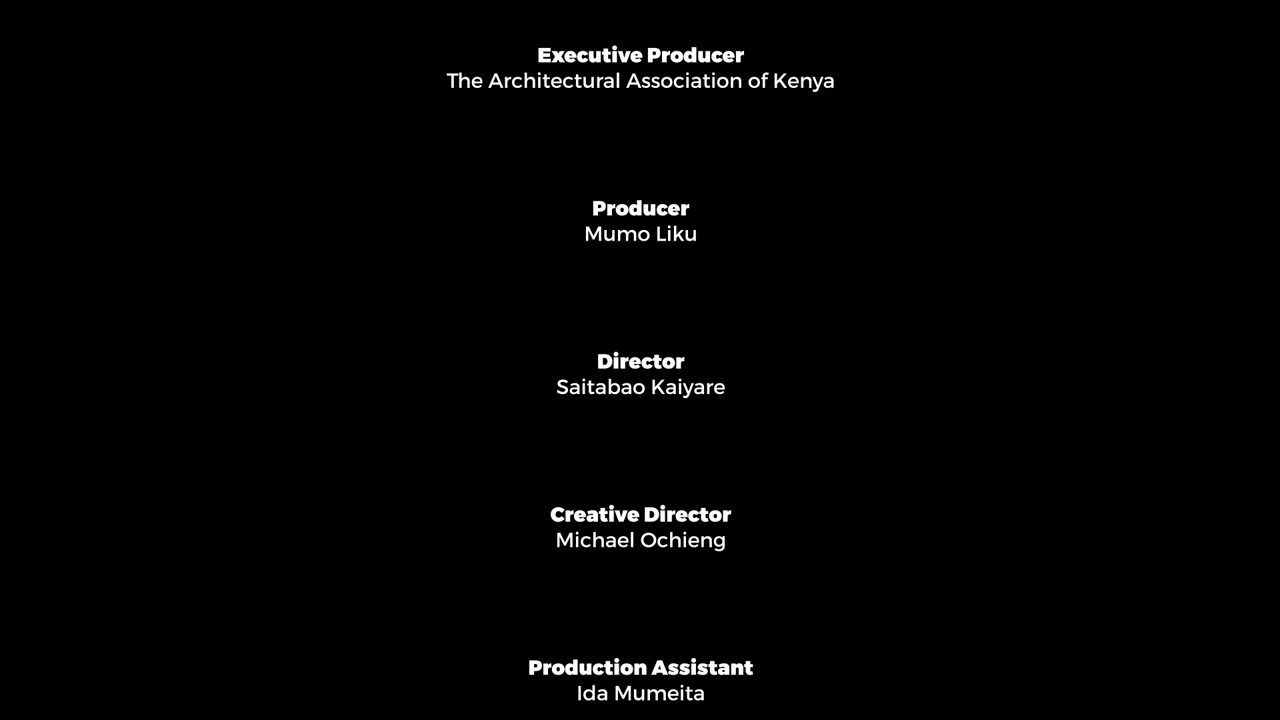 Executive Producer
The Architectural Association of Kenya
Producer
Mumo Liku
Director
Saitabao Kaiyare
Creative Director
Michael Ochieng
Production Assistant
Ida Mumeita